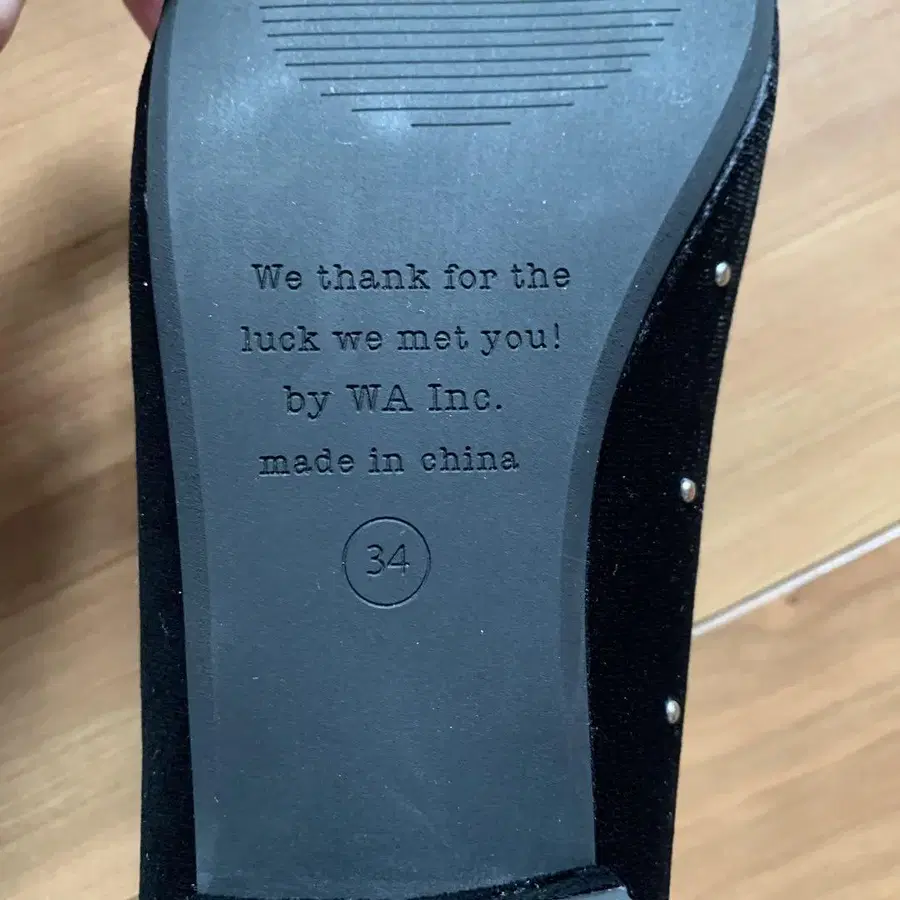 We thank for the
luck we met you!
by WA Inc.
made in china
34